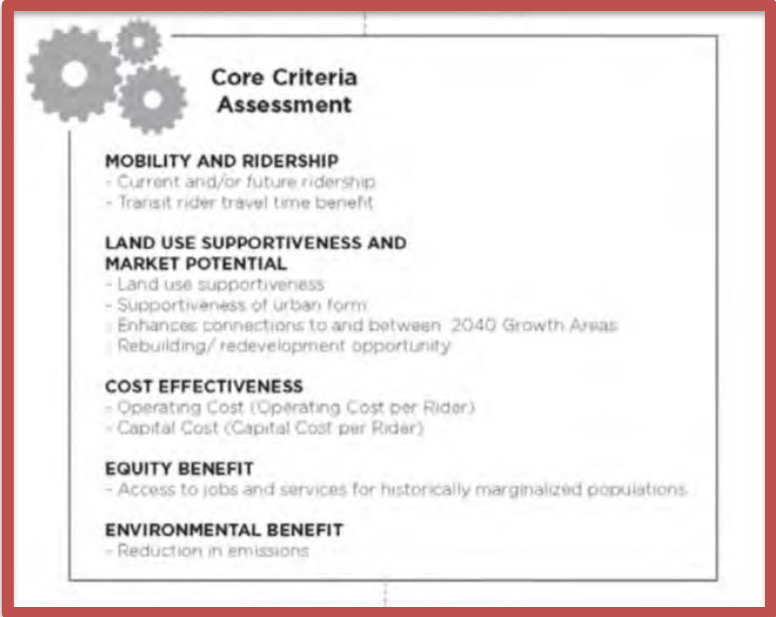 Core Criteria
Assessment
MOBILITY AND RIDERSHIP
- Current and/or future ridership
- Transit rider travel time benefit
LAND USE SUPPORTIVENESS AND
MARKET POTENTIAL
- Land use supportiveness
- Supportiveness of urban form
- Enhances connections to and between 2040 Growth Areas
- Rebuilding/ redevelopment opportunity
COST EFFECTIVENESS
- Operating Cost (Operating Cost per Rider)
- Capital Cost (Capital Cost per Rider)
EQUITY BENEFIT
- Access to jobs and services for historically marginalized populations
ENVIRONMENTAL BENEFIT
- Reduction in emissions